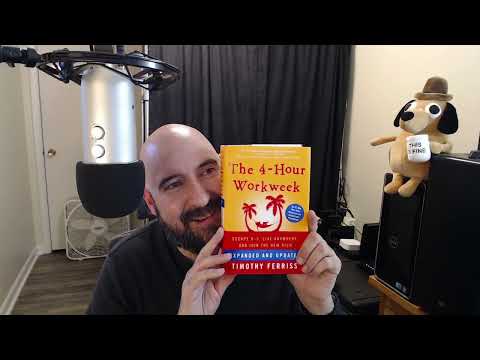 The 4-Hour
Workweek
ESCAPE 9-5, LIVE ANYWHERE,
AND JOIN THE NEW RICH
EXPANDED AND UPDATED
TIMOTHY FERRISS
THIS
IS FINE
DELL